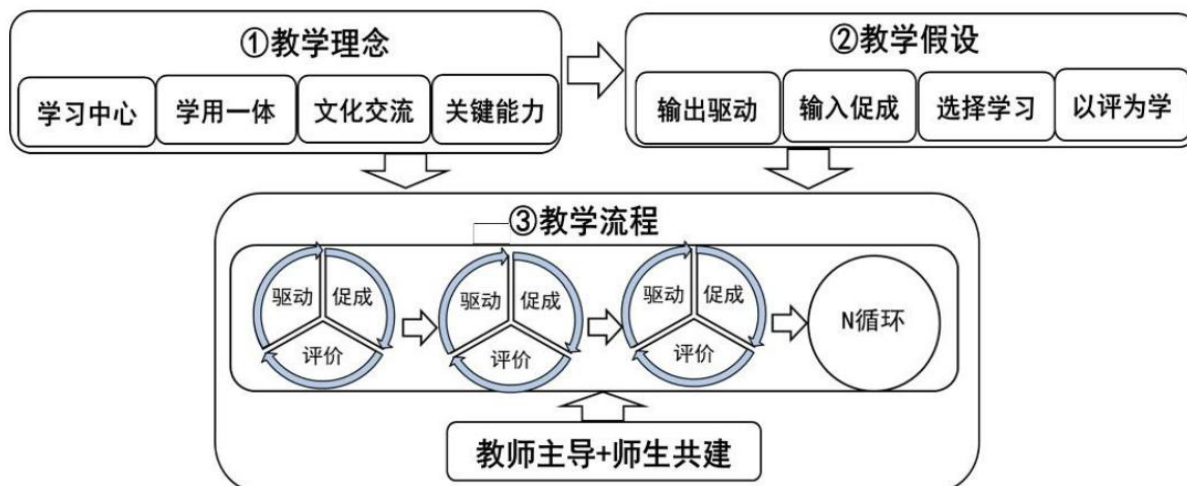 ①教学理念
学习中心 学用一体 文化交流 关键能力
②教学假设
输出驱动 输入促成 选择学习 以评为学
③教学流程
驱动 促成
评价
驱动 促成
评价
驱动 促成
评价
N循环
教师主导+师生共建